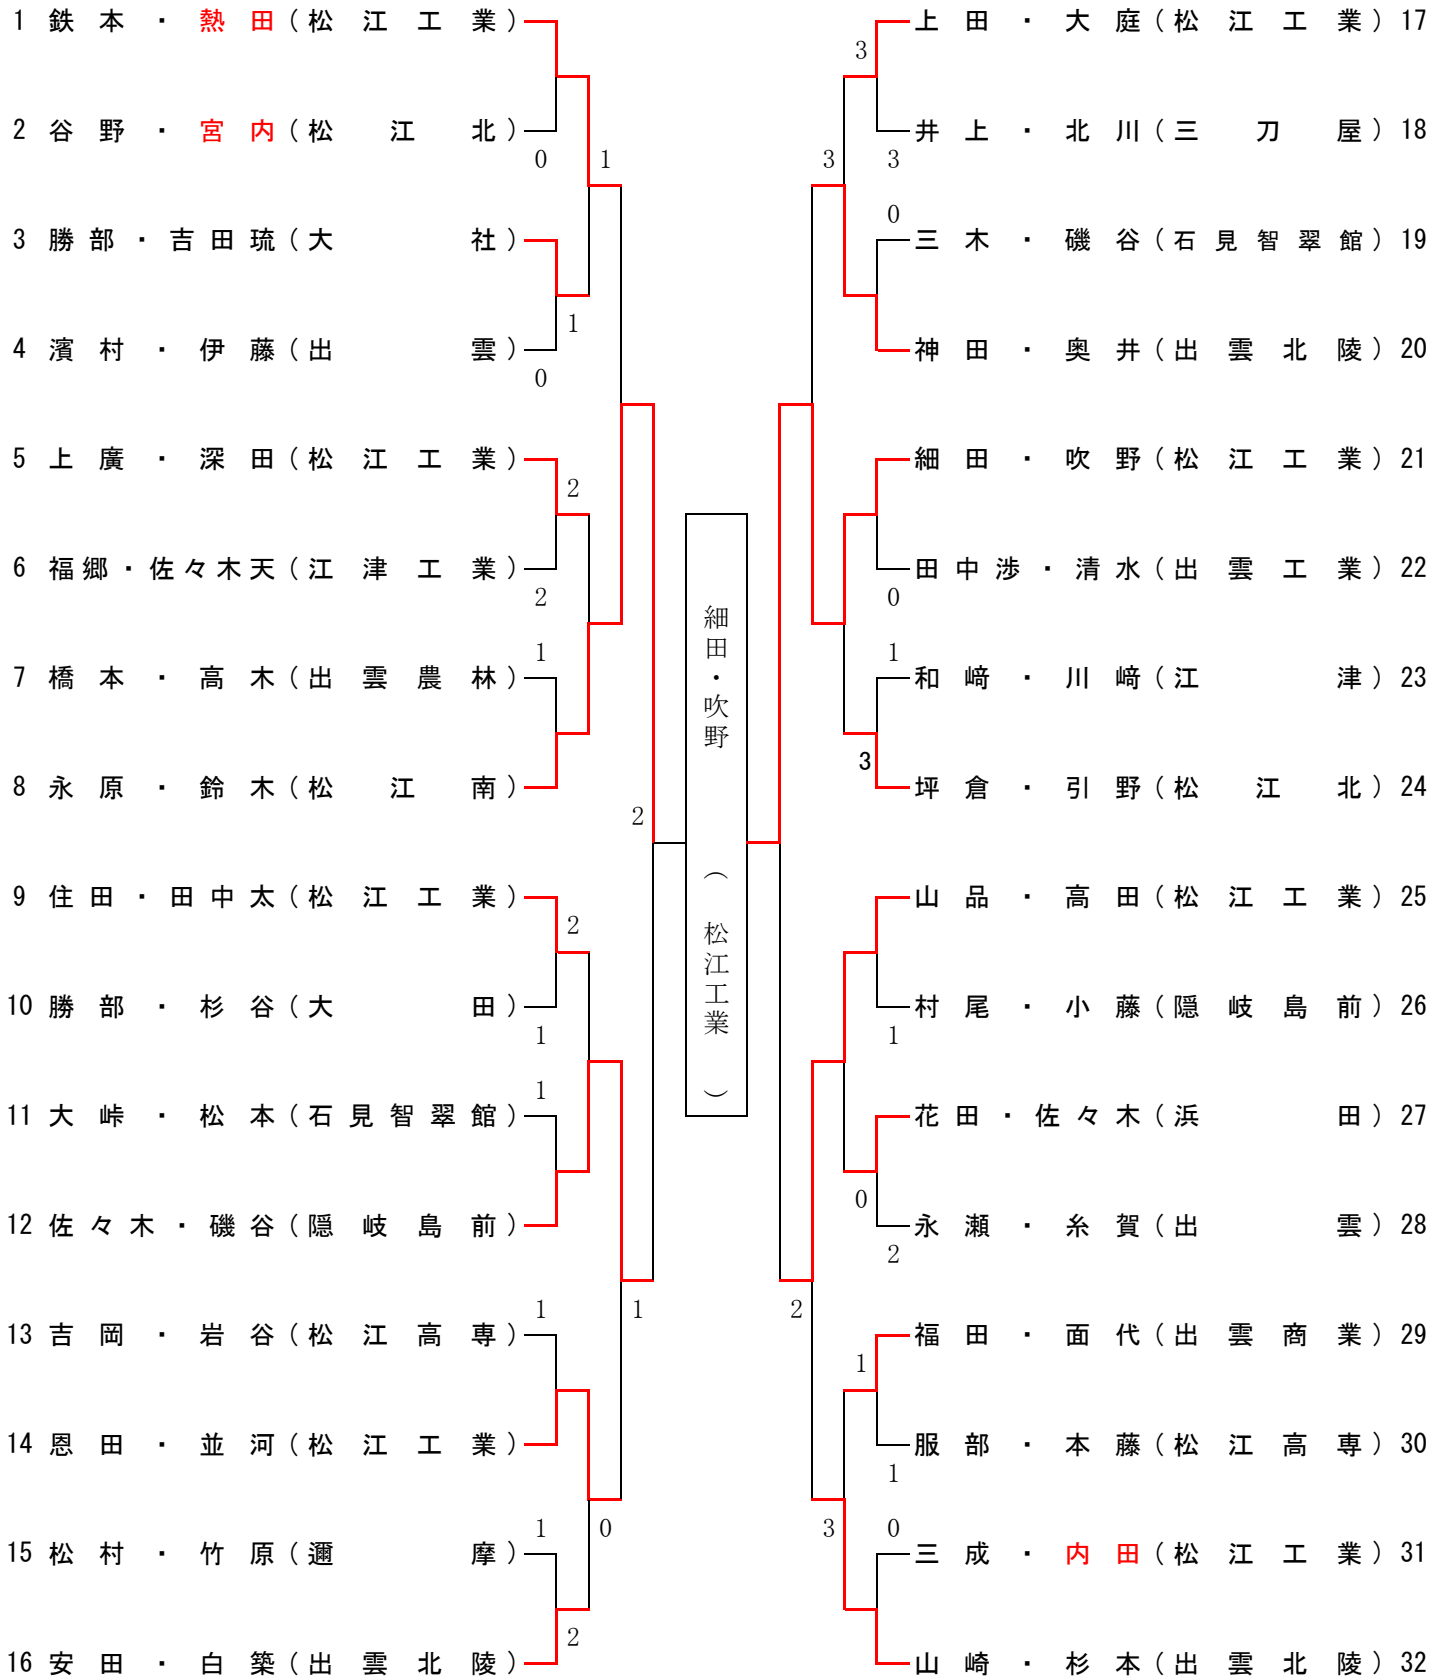 1 鉄本・熱田(松江工業)
2 谷野・宮内(松江北)
0
1
3 勝部・吉田琉(大社)
1
4 濱村・伊藤(出雲)
0
5 上廣・深田(松江工業)
2
6 福郷・佐々木天(江津工業)
2
1
7 橋本・高木(出雲農林)
8 永原・鈴木(松江南)
2
9 住田・田中太(松江工業)
2
10 勝部・杉谷(大田)
1
1
11 大峠・松本(石見智翠館)
12 佐々木・磯谷(隠岐島前)
1
1
13 吉岡・岩谷(松江高専)
14 恩田・並河(松江工業)
1
0
15 松村・竹原(邇摩)
2
16 安田・白築(出雲北陵)
細田・吹野(松江工業)
上田・大庭(松江工業) 17
3
井上・北川(三刀屋) 18
3
3
0
三木・磯谷(石見智翠館) 19
神田・奥井(出雲北陵) 20
細田・吹野(松江工業) 21
田中渉・清水(出雲工業) 22
0
1
和﨑・川﨑(江津) 23
3
坪倉・引野(松江北) 24
山品・高田(松江工業) 25
村尾・小藤(隠岐島前) 26
1
花田・佐々木(浜田) 27
0
永瀬・糸賀(出雲) 28
2
2
福田・面代(出雲商業) 29
1
服部・本藤(松江高専) 30
1
3
0
三成・内田(松江工業) 31
山崎・杉本(出雲北陵) 32